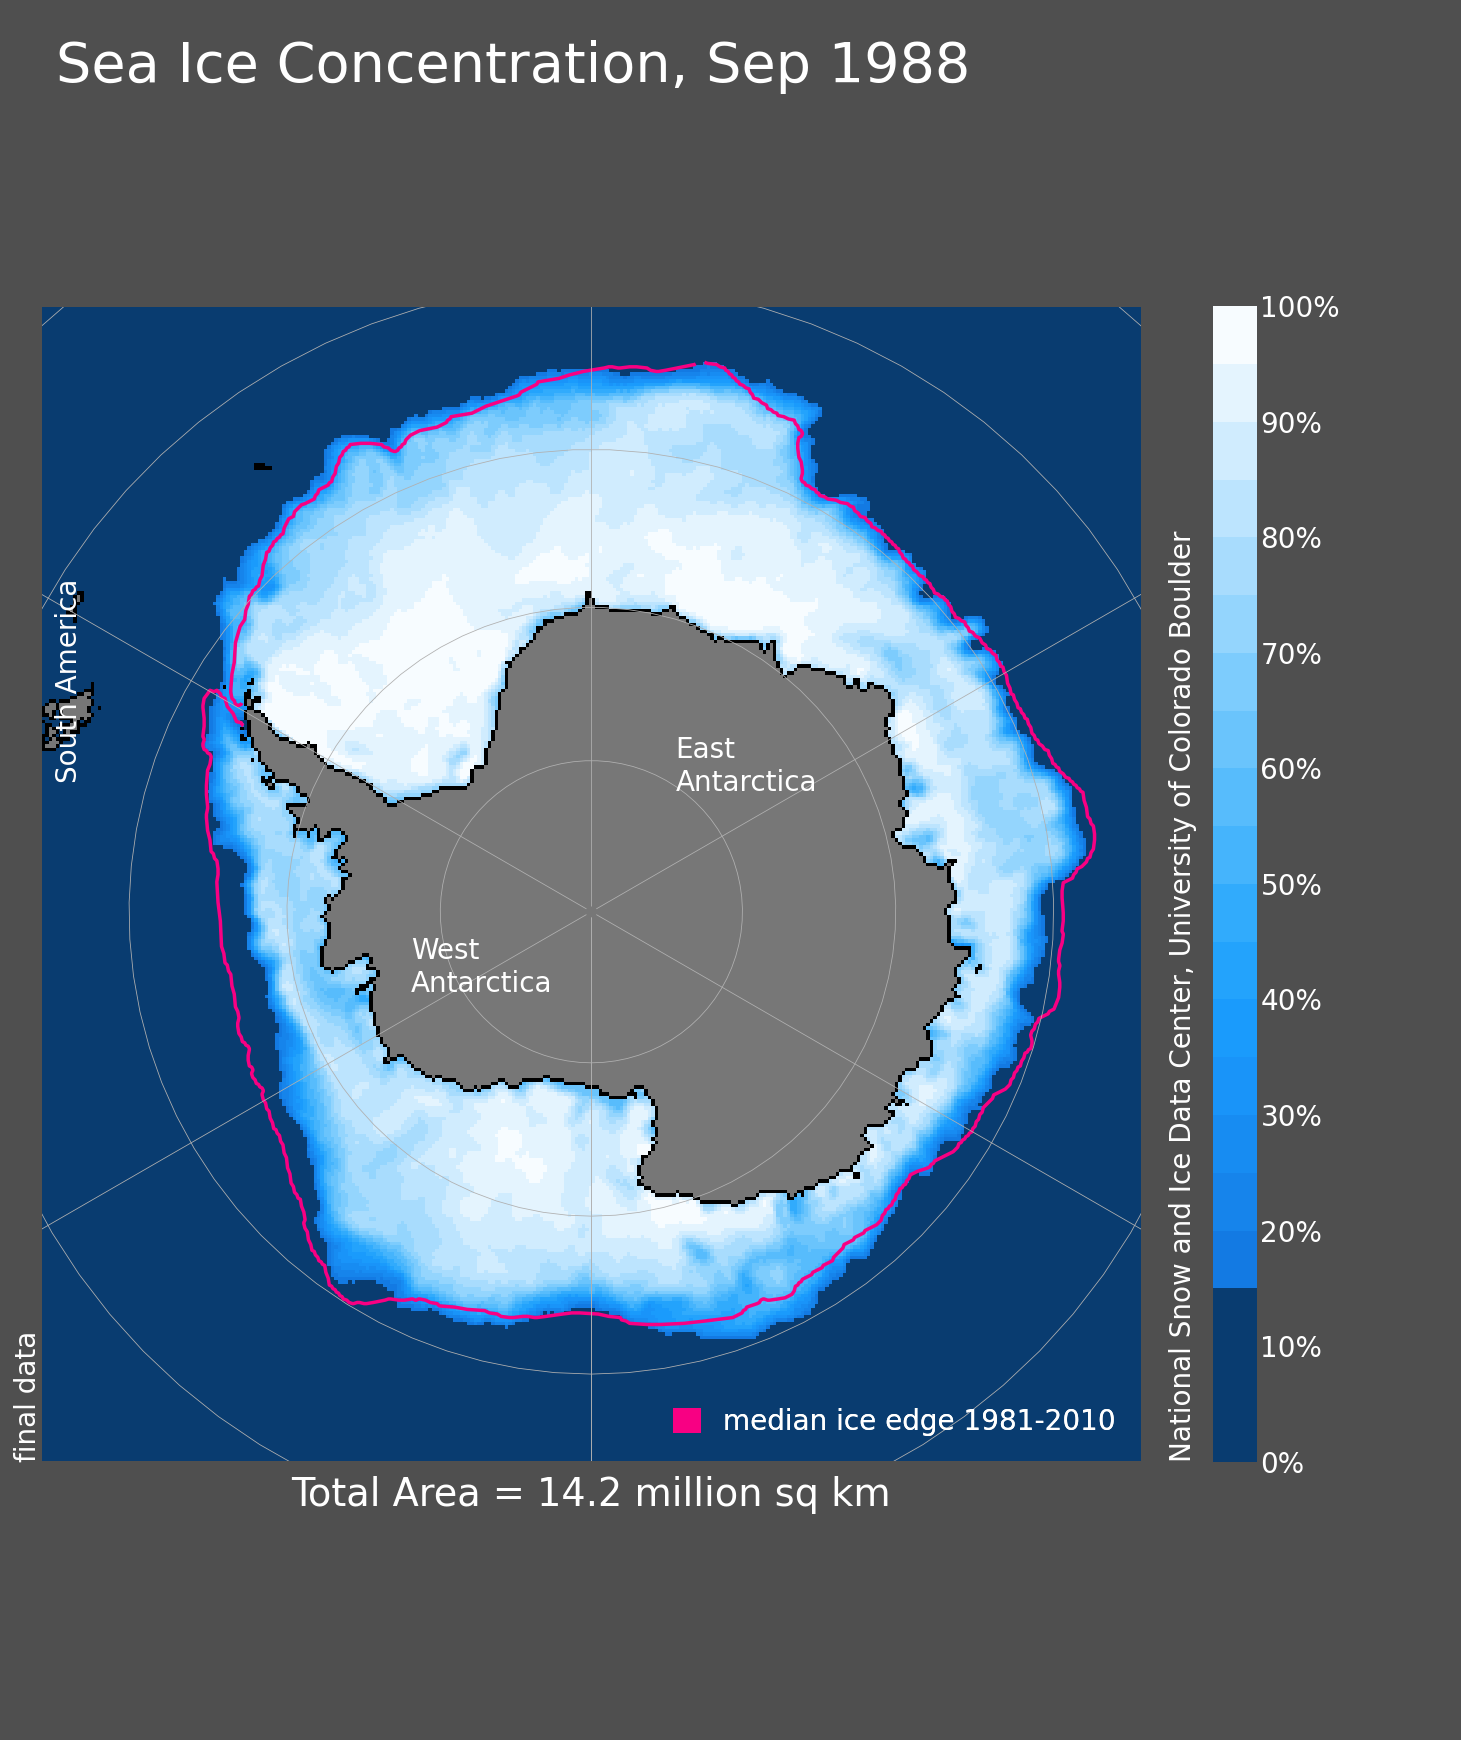 Sea Ice Concentration, Sep 1988
South America
East
Antarctica
West
Antarctica
median ice edge 1981-2010
final data
Total Area = 14.2 million sq km
National Snow and Ice Data Center, University of Colorado Boulder
100%
90%
80%
70%
60%
50%
40%
30%
20%
10%
0%